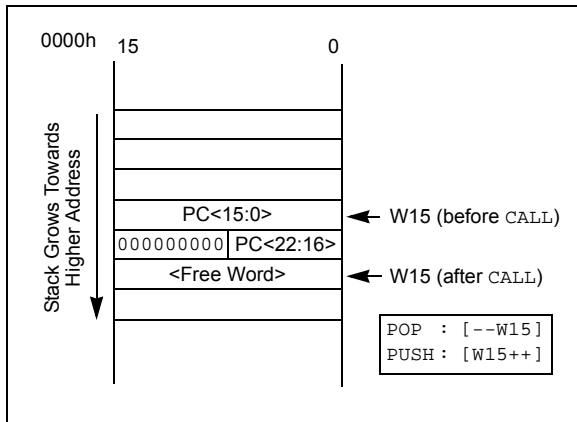 0000h
15 0
Stack Grows Towards
Higher Address
PC<15:0>
W15 (before CALL)
000000000 PC<22:16>
<Free Word>
W15 (after CALL)
POP : [--W15]
PUSH : [W15++]